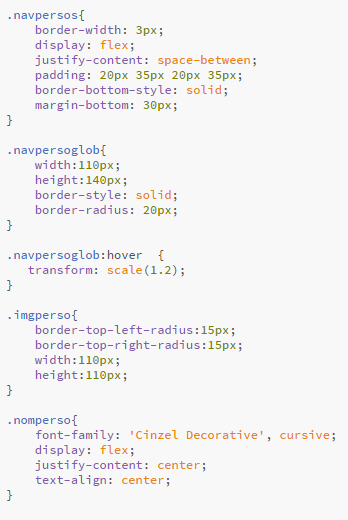 .navpersos{
    border-width: 3px;
    display: flex;
    justify-content: space-between;
    padding: 20px 35px 20px 35px;
    border-bottom-style: solid;
    margin-bottom: 30px;
}

.navpersoglob{
    width:110px;
    height:140px;
    border-style: solid;
    border-radius: 20px;
}

.navpersoglob:hover  {
   transform: scale(1.2);
}

.imgperso{
    border-top-left-radius:15px;
    border-top-right-radius:15px;
    width:110px;
    height:110px;
}

.nomperso{
    font-family: 'Cinzel Decorative', cursive;
    display: flex;
    justify-content: center;
    text-align: center;
}